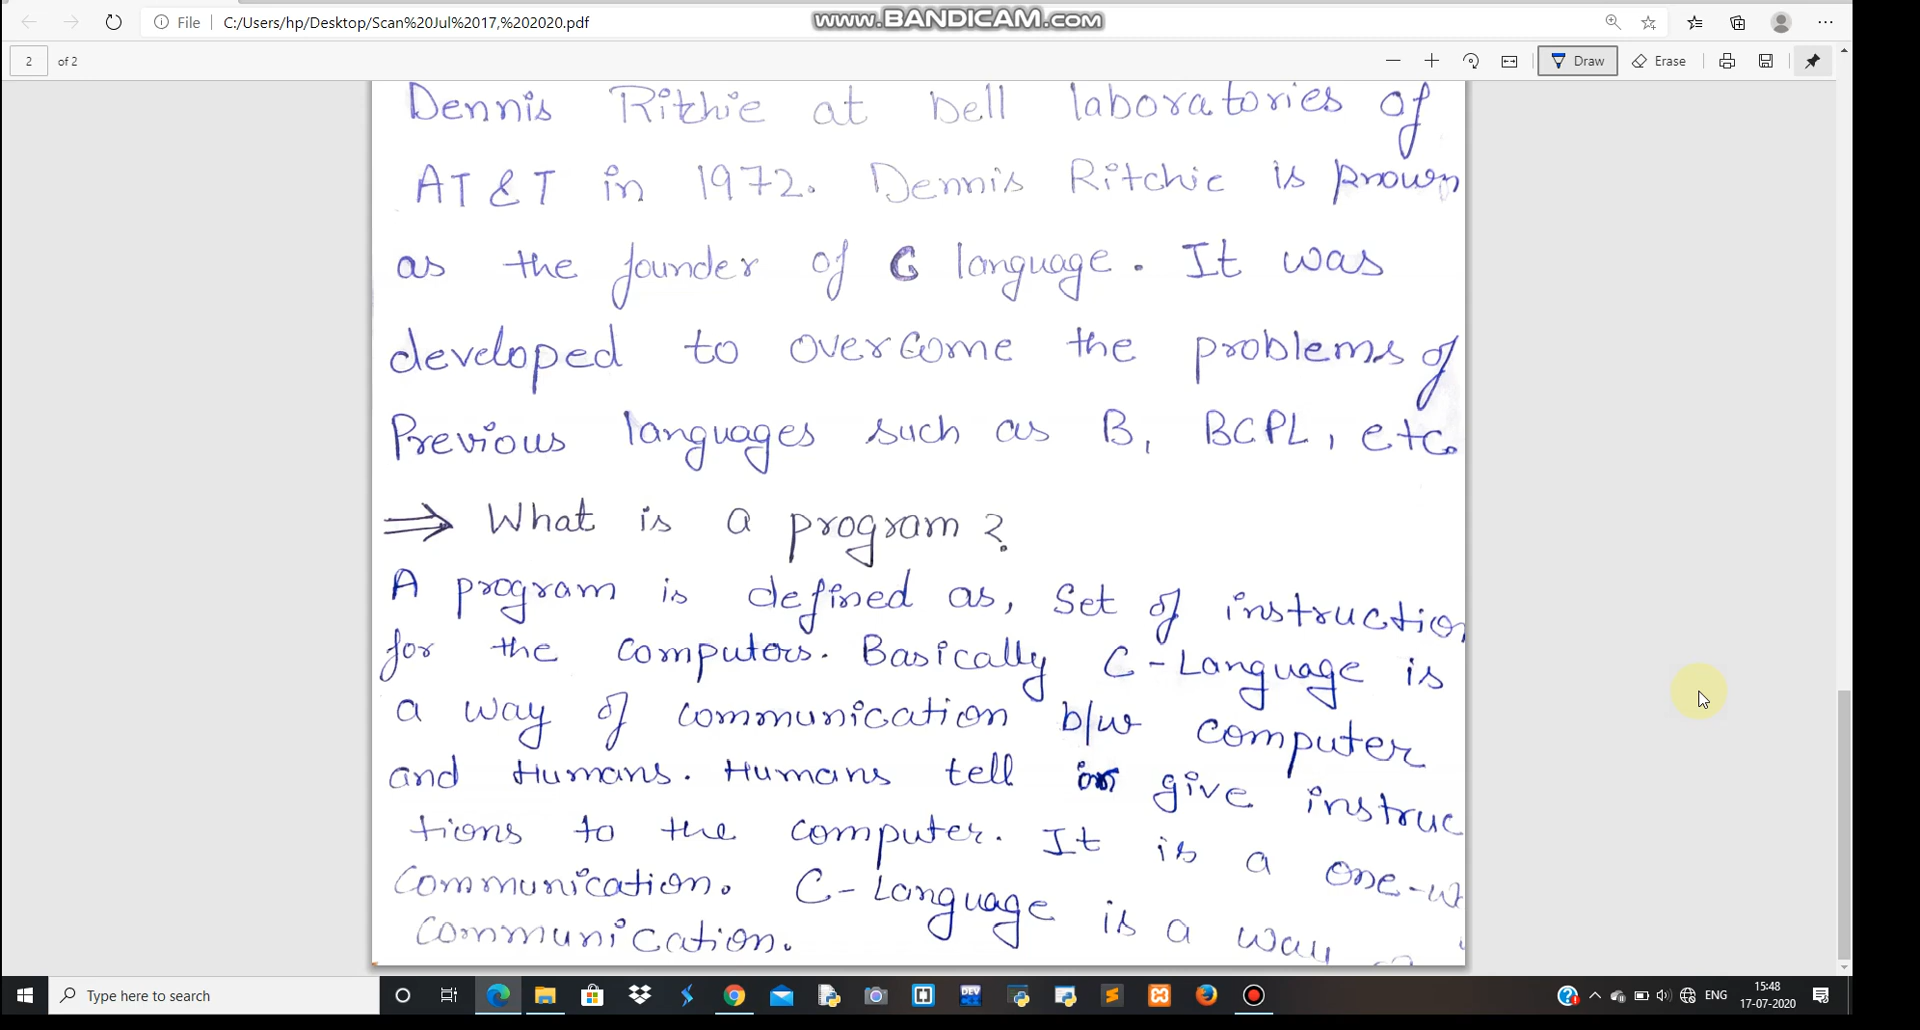 File C:/Users/hp/Desktop/Scan%20Jul%2017,%202020.pdf
www.BANDICAM.com
2 of 2
Draw
Erase
Dennis Ritchie at Bell laboratories of
AT&T in 1972. Dennis Ritchie is known
as the founder of C language. It was
developed to overcome the problems of
Previous languages such as B, BCPL, etc.
⇒ What is a program?
A program is defined as, Set of instruction
for the computors. Basically C-Language is
a way of communication b/w computer
and Humans. Humans tell or give instruc
tions to the computer. It is a one-w
Communication. C-Language is a way
Communication.
Type here to search
DEV
ENG
15:48
17-07-2020